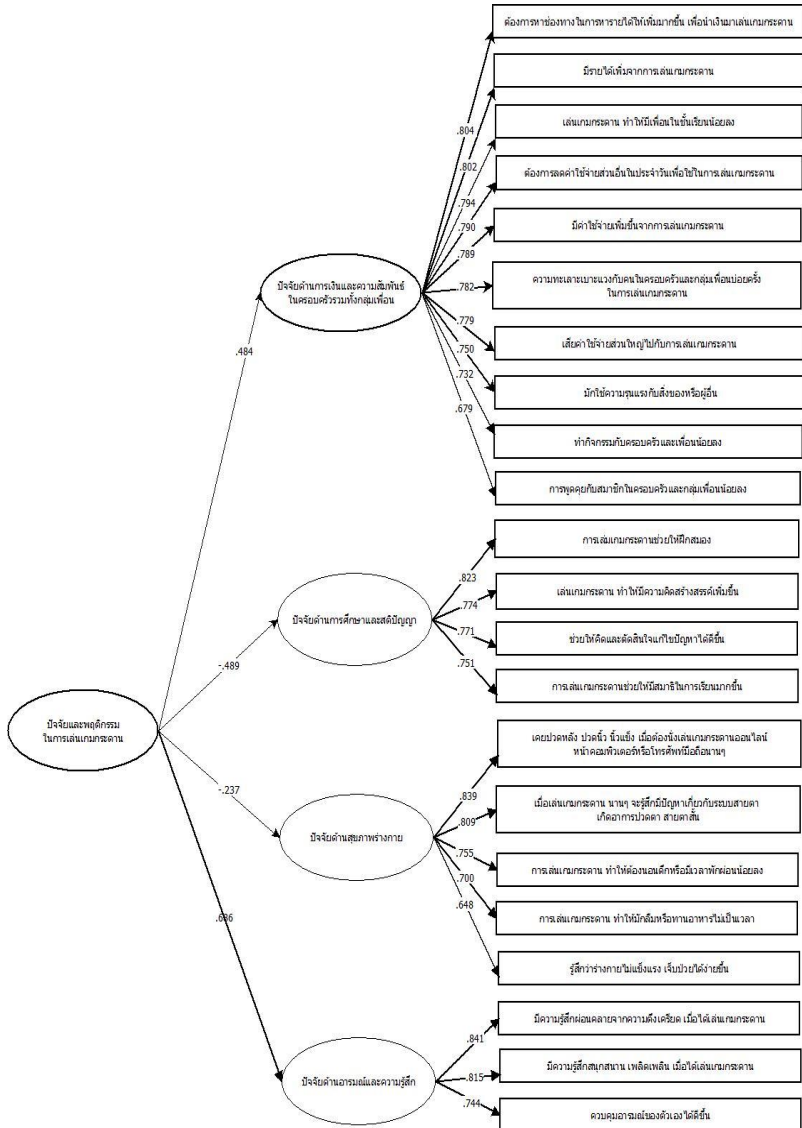 ต้องการหาช่องทางในการหารายได้ให้เพิ่มมากขึ้น เพื่อนำเงินมาเล่นเกมกระดาน
มีรายได้เพิ่มจากการเล่นเกมกระดาน
.804
เล่นเกมกระดาน ทำให้มีเพื่อนในชั้นเรียนน้อยลง
.802
ต้องการลดค่าใช้จ่ายส่วนอื่นในประจำวันเพื่อใช้ในการเล่นเกมกระดาน
.794
.790
มีค่าใช้จ่ายเพิ่มขึ้นจากการเล่นเกมกระดาน
.789
ปัจจัยด้านการเงินและความสัมพันธ์
ในครอบครัวรวมทั้งกลุ่มเพื่อน
.782
ความทะเลาะเบาะแวงกับคนในครอบครัวและกลุ่มเพื่อนบ่อยครั้ง
ในการเล่นเกมกระดาน
.779
เสียค่าใช้จ่ายส่วนใหญ่ไปกับการเล่นเกมกระดาน
.750
.484
.732
มักใช้ความรุนแรงกับสิ่งของหรือผู้อื่น
.679
ทำกิจกรรมกับครอบครัวและเพื่อนน้อยลง
การพูดคุยกับสมาชิกในครอบครัวและกลุ่มเพื่อนน้อยลง
การเล่มเกมกระดานช่วยให้ฝึกสมอง
.823
เล่นเกมกระดาน ทำให้มีความคิดสร้างสรรค์เพิ่มขึ้น
.774
ปัจจัยด้านการศึกษาและสติปัญญา
.771
ช่วยให้คิดและตัดสินใจแก้ไขปัญหาได้ดีขึ้น
.751
-.489
การเล่นเกมกระดานช่วยให้มีสมาธิในการเรียนมากขึ้น
ปัจจัยและพฤติกรรม
ในการเล่นเกมกระดาน
เคยปวดหลัง ปวดนิ้ว นิ้วแข็ง เมื่อต้องนั่งเล่นเกมกระดานออนไลน์
หน้าคอมพิวเตอร์หรือโทรศัพท์มือถือนานๆ
-.237
.839
เมื่อเล่นเกมกระดาน นานๆ จะรู้สึกมีปัญหาเกี่ยวกับระบบสายตา
เกิดอาการปวดตา สายตาสั้น
.809
ปัจจัยด้านสุขภาพร่างกาย
.755
การเล่นเกมกระดาน ทำให้ต้องนอนดึกหรือมีเวลาพักผ่อนน้อยลง
.700
.648
การเล่นเกมกระดาน ทำให้มักลืมหรือทานอาหารไม่เป็นเวลา
รู้สึกว่าร่างกายไม่แข็งแรง เจ็บป่วยได้ง่ายขึ้น
มีความรู้สึกผ่อนคลายจากความตึงเครียด เมื่อได้เล่นเกมกระดาน
.841
มีความรู้สึกสนุกสนาน เพลิดเพลิน เมื่อได้เล่นเกมกระดาน
ปัจจัยด้านอารมณ์และความรู้สึก
.815
.744
ควบคุมอารมณ์ของตัวเองได้ดีขึ้น